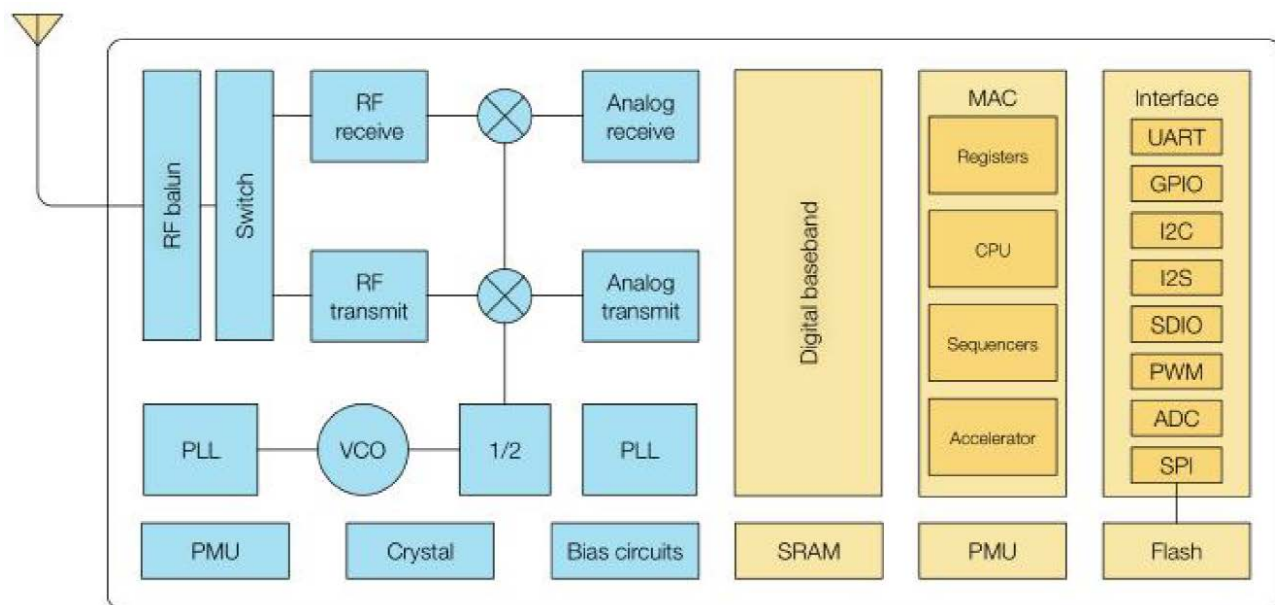 RF balun
Switch
RF
receive
Analog
receive
RF
transmit
Analog
transmit
PLL
VCO
1/2
PLL
PMU
Crystal
Bias circuits
Digital baseband
SRAM
MAC
Registers
CPU
Sequencers
Accelerator
PMU
Interface
UART
GPIO
I2C
I2S
SDIO
PWM
ADC
SPI
Flash